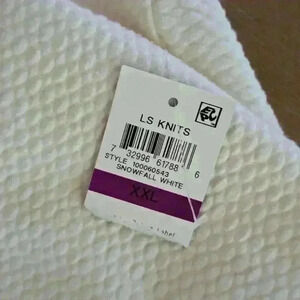 LS KNITS
7 32996 61788 6
STYLE 100060543
SNOWFALL WHITE
XXL